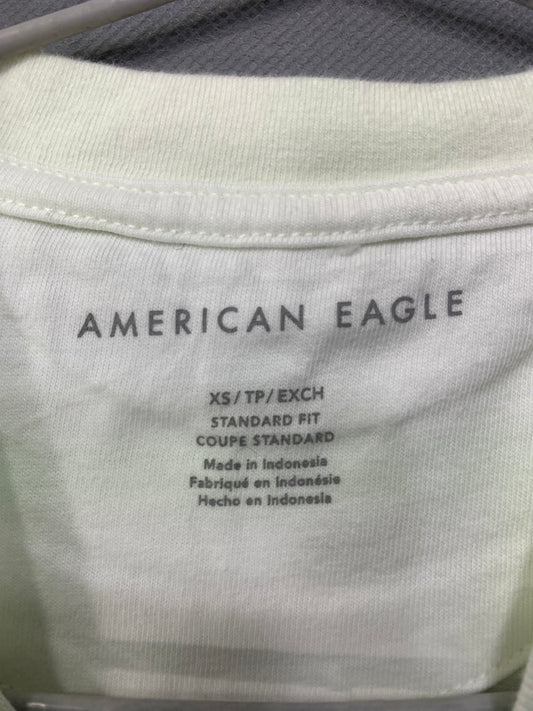 AMERICAN EAGLE
XS/TP/EXCH
STANDARD FIT
COUPE STANDARD
Made in Indonesia
Fabriqué en Indonésie
Hecho en Indonesia